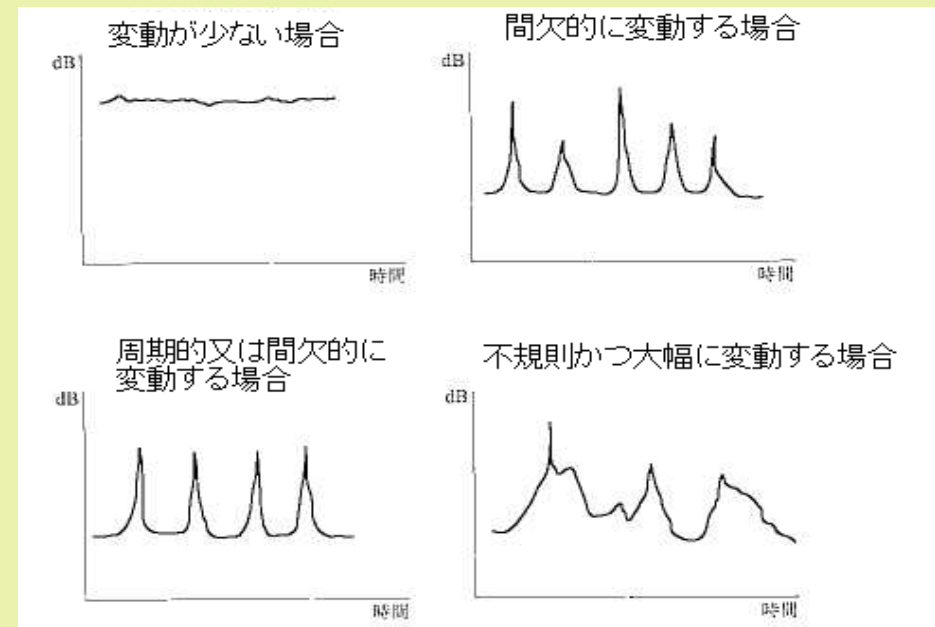 変動が少ない場合
dB
時間
間欠的に変動する場合
dB
時間
周期的又は間欠的に
変動する場合
dB
時間
不規則かつ大幅に変動する場合
dB
時間